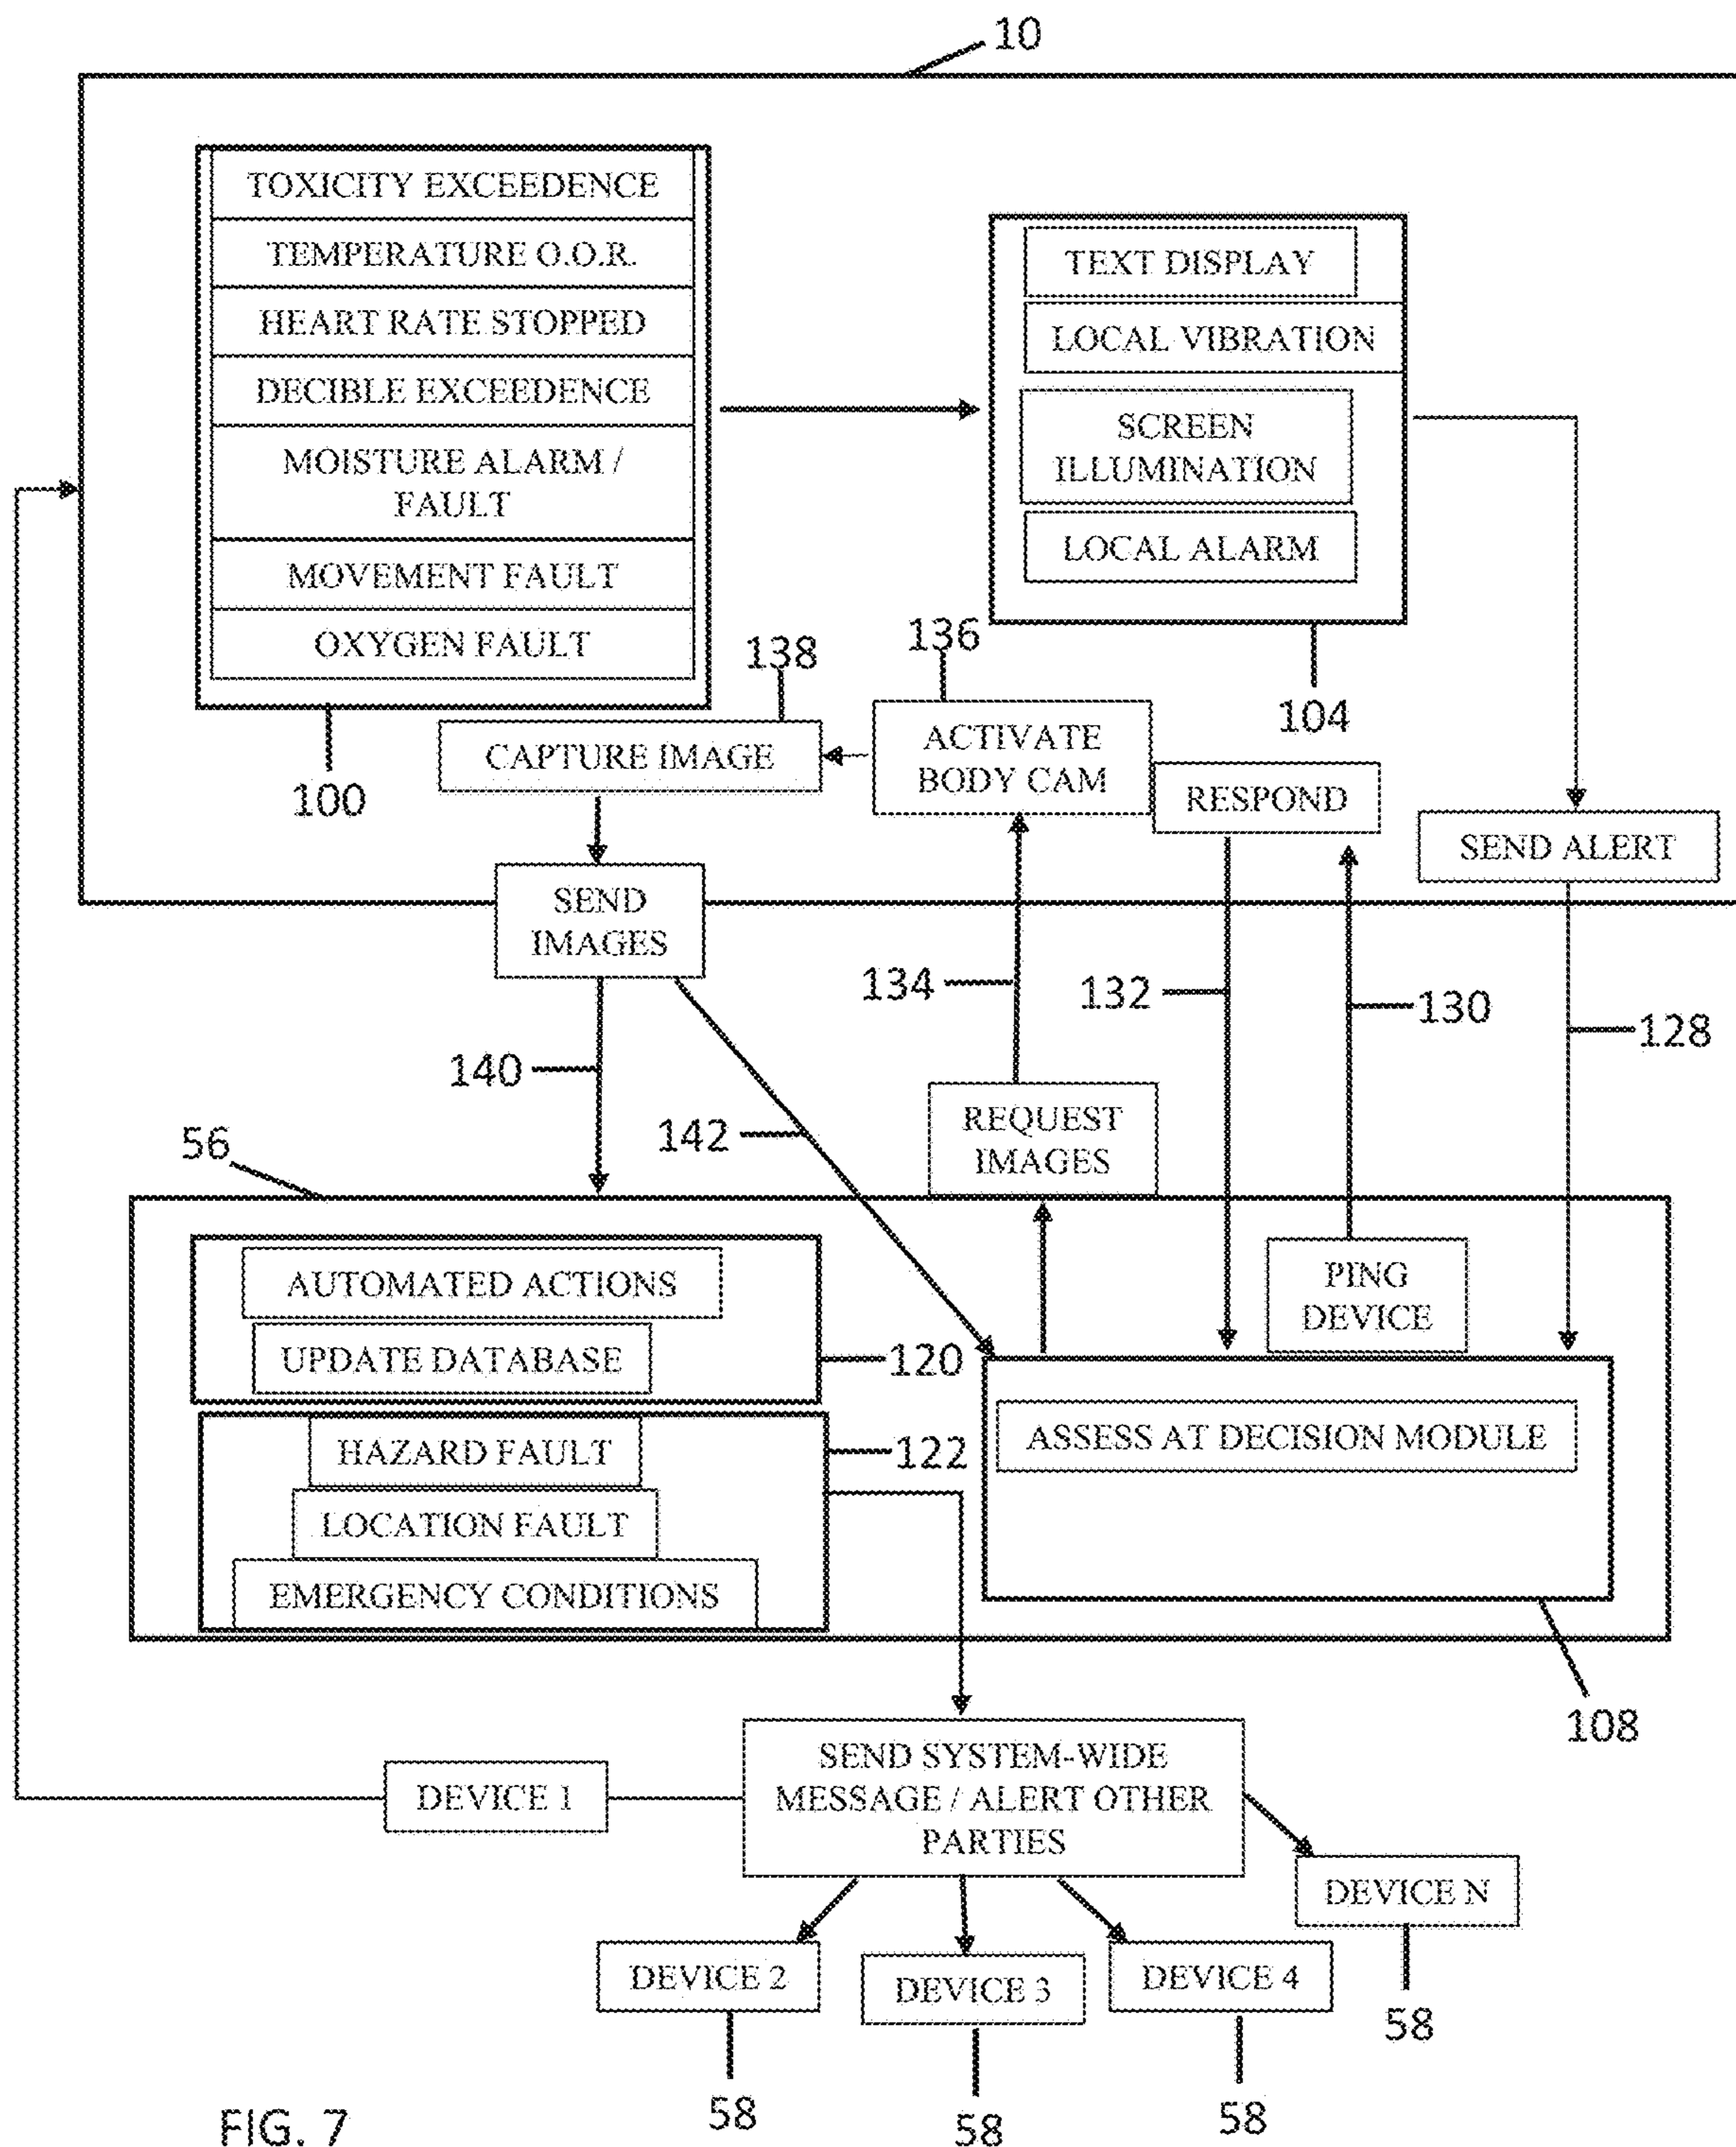 10
TOXICITY EXCEEDENCE
TEMPERATURE O.O.R.
HEART RATE STOPPED
DECIBLE EXCEEDENCE
MOISTURE ALARM /
FAULT
MOVEMENT FAULT
OXYGEN FAULT
100
TEXT DISPLAY
LOCAL VIBRATION
SCREEN
ILLUMINATION
LOCAL ALARM
104
138
136
CAPTURE IMAGE
ACTIVATE
BODY CAM
RESPOND
SEND ALERT
SEND
IMAGES
134
132
130
128
140
142
REQUEST
IMAGES
56
PING
DEVICE
AUTOMATED ACTIONS
UPDATE DATABASE
120
HAZARD FAULT
122
LOCATION FAULT
EMERGENCY CONDITIONS
ASSESS AT DECISION MODULE
108
SEND SYSTEM-WIDE
MESSAGE / ALERT OTHER
PARTIES
DEVICE 1
DEVICE 2
DEVICE 3
DEVICE 4
DEVICE N
58
58
58
58
FIG. 7